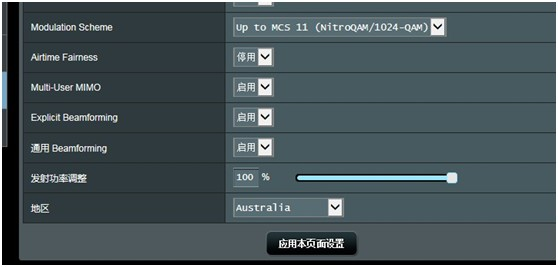 Modulation Scheme Up to MCS 11 (NitroQAM/1024-QAM)
Airtime Fairness 停用
Multi-User MIMO 启用
Explicit Beamforming 启用
通用 Beamforming 启用
发射功率调整 100 %
地区 Australia
应用本页面设置